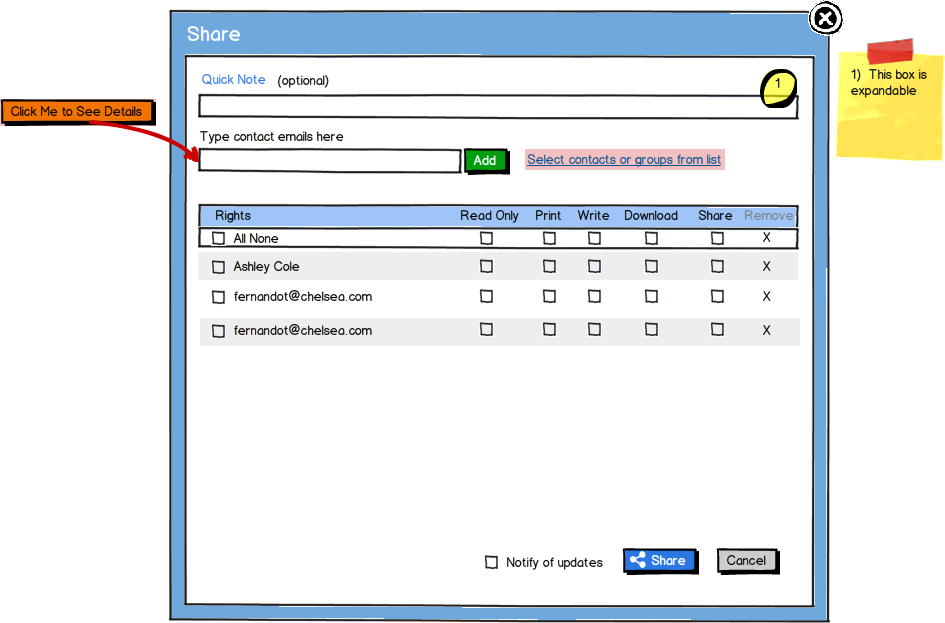 Share
Quick Note (optional)
1
1) This box is
expandable
Click Me to See Details
Type contact emails here
Add Select contacts or groups from list
Rights Read Only Print Write Download Share Remove
All None X
Ashley Cole X
fernandot@chelsea.com X
fernandot@chelsea.com X
Notify of updates Share Cancel